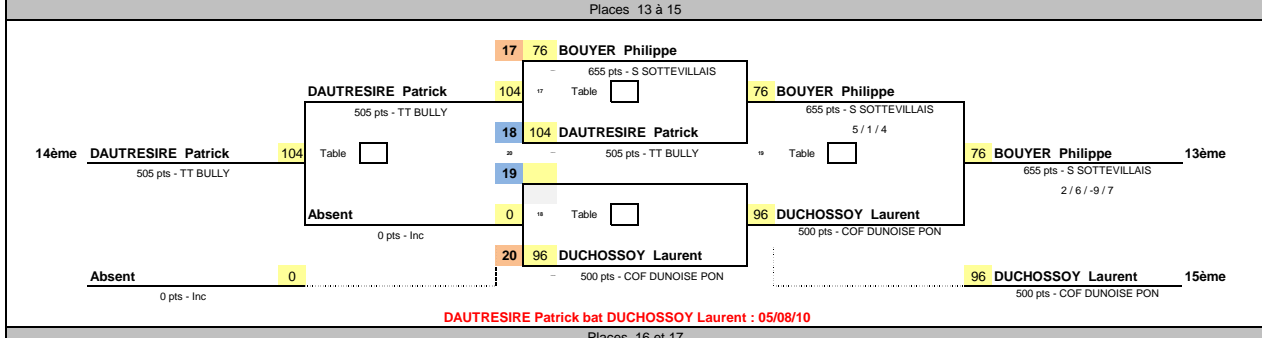 Places 13 à 15
17 76 BOUYER Philippe
655 pts - S SOTTEVILLAIS
DAUTRESIRE Patrick 104 17 Table 76 BOUYER Philippe
505 pts - TT BULLY 655 pts - S SOTTEVILLAIS
18 104 DAUTRESIRE Patrick 5 / 1 / 4
14ème DAUTRESIRE Patrick 104 Table 20 505 pts - TT BULLY 19 Table 76 BOUYER Philippe 13ème
505 pts - TT BULLY 19 655 pts - S SOTTEVILLAIS
2 / 6 / -9 / 7
Absent 0 18 Table 96 DUCHOSSOY Laurent
0 pts - Inc 500 pts - COF DUNOISE PON
20 96 DUCHOSSOY Laurent
Absent 0 500 pts - COF DUNOISE PON 96 DUCHOSSOY Laurent 15ème
0 pts - Inc 500 pts - COF DUNOISE PON
DAUTRESIRE Patrick bat DUCHOSSOY Laurent : 05/08/10
Places 16 et 17